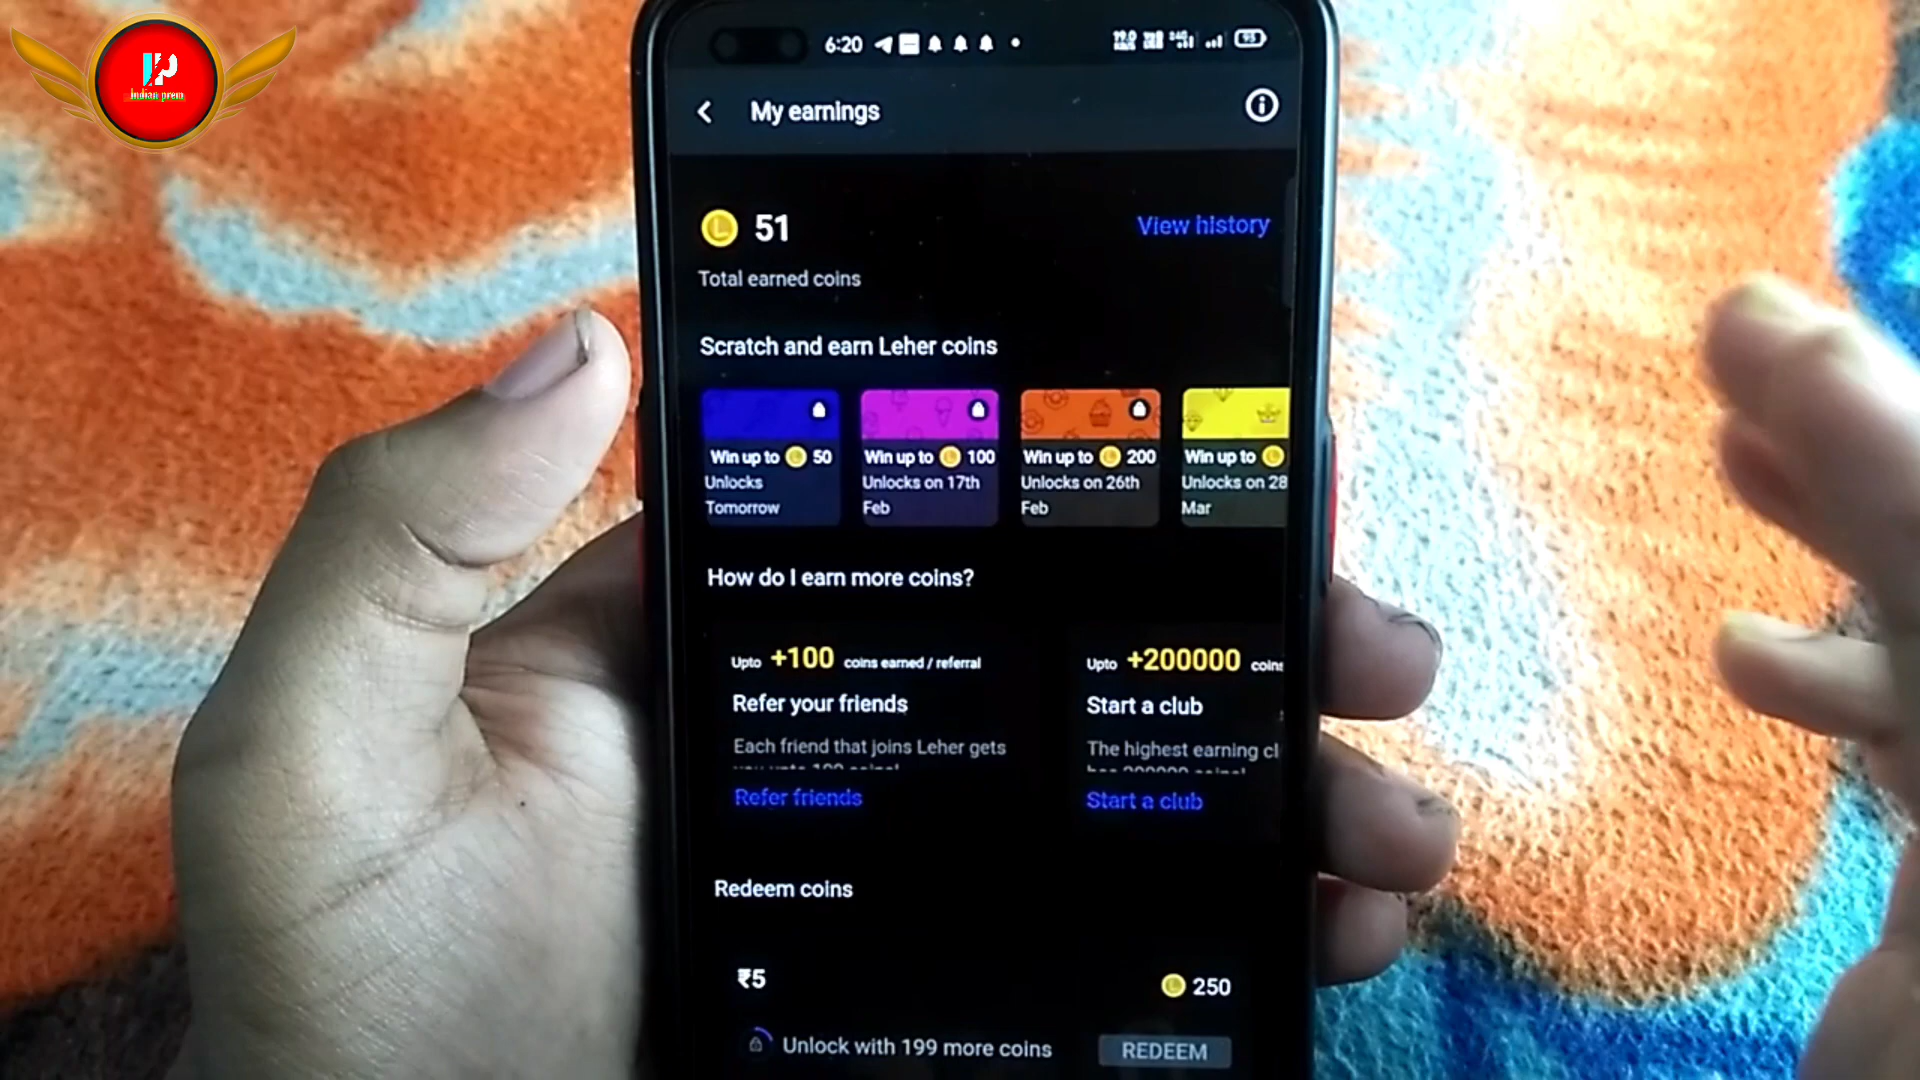 Indian prem
6:20
95
My earnings
51
View history
Total earned coins
Scratch and earn Leher coins
Win up to 50
Unlocks
Tomorrow
Win up to 100
Unlocks on 17th
Feb
Win up to 200
Unlocks on 26th
Feb
Win up to
Unlocks on 28
Mar
How do I earn more coins?
Upto +100 coins earned / referral
Refer your friends
Each friend that joins Leher gets
Refer friends
Upto +200000 coins
Start a club
The highest earning cl
Start a club
Redeem coins
₹5
250
Unlock with 199 more coins
REDEEM